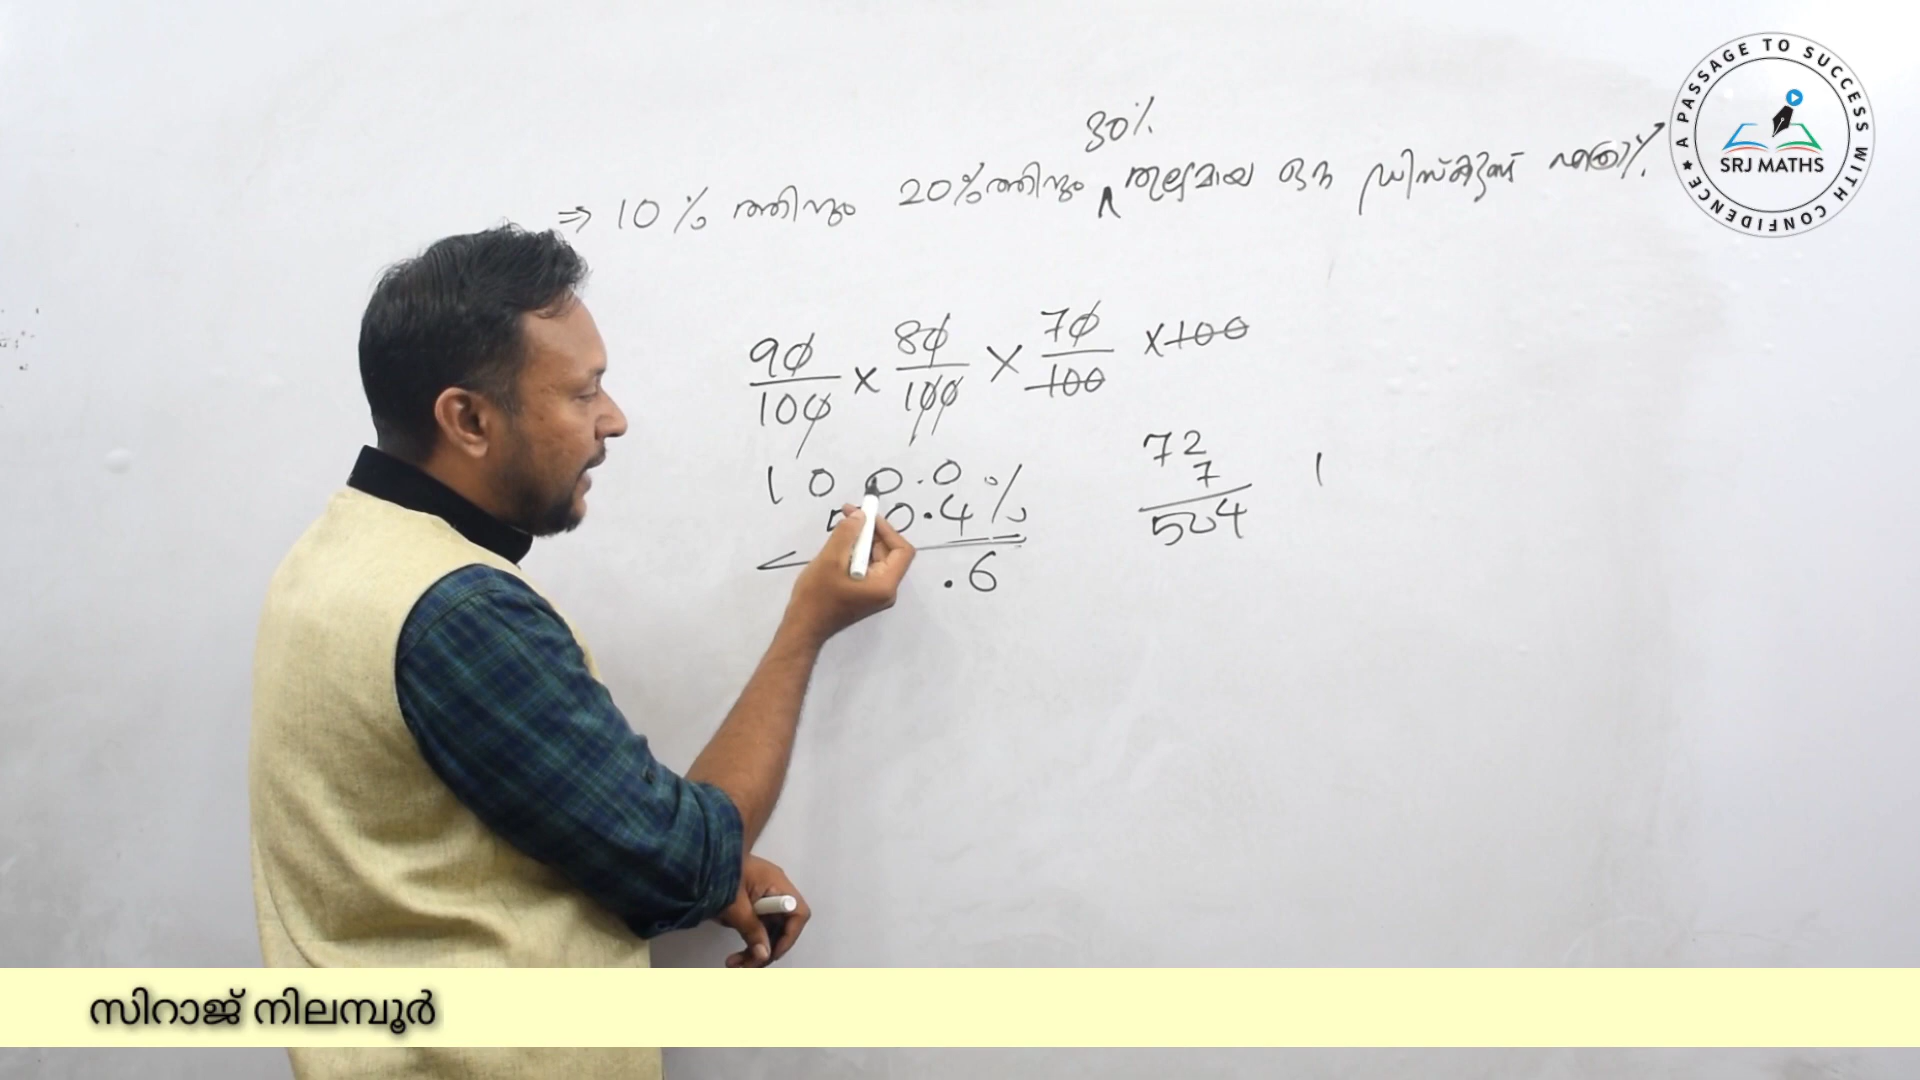 30%
⇒ 10% ത്തിനും 20%ത്തിനും ∧ തുല്യമായ ഒരു ഡിസ്കൗണ്ട് എത്ര%
A PASSAGE TO SUCCESS WITH CONFIDENCE ★
SRJ MATHS
90/100 × 80/100 × 70/100 ×100
100.0%
50.4%
.6
72
7
504
1
സിറാജ് നിലമ്പൂർ